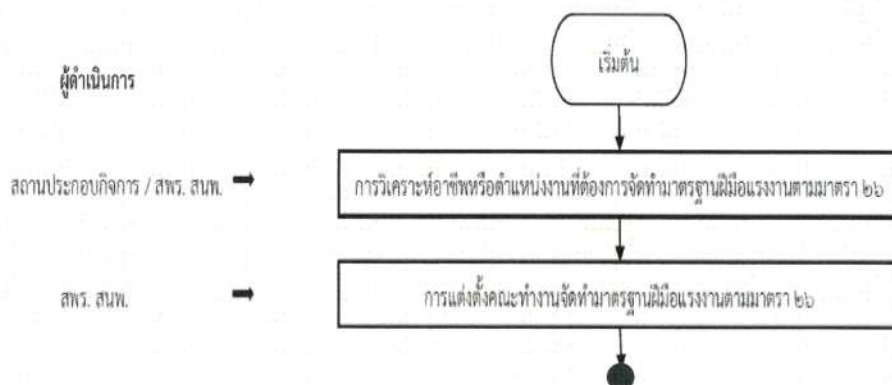 เริ่มต้น
ผู้ดำเนินการ
สถานประกอบกิจการ / สพร. สนพ.
การวิเคราะห์อาชีพหรือตำแหน่งงานที่ต้องการจัดทำมาตรฐานฝีมือแรงงานตามมาตรา ๒๖
สพร. สนพ.
การแต่งตั้งคณะทำงานจัดทำมาตรฐานฝีมือแรงงานตามมาตรา ๒๖